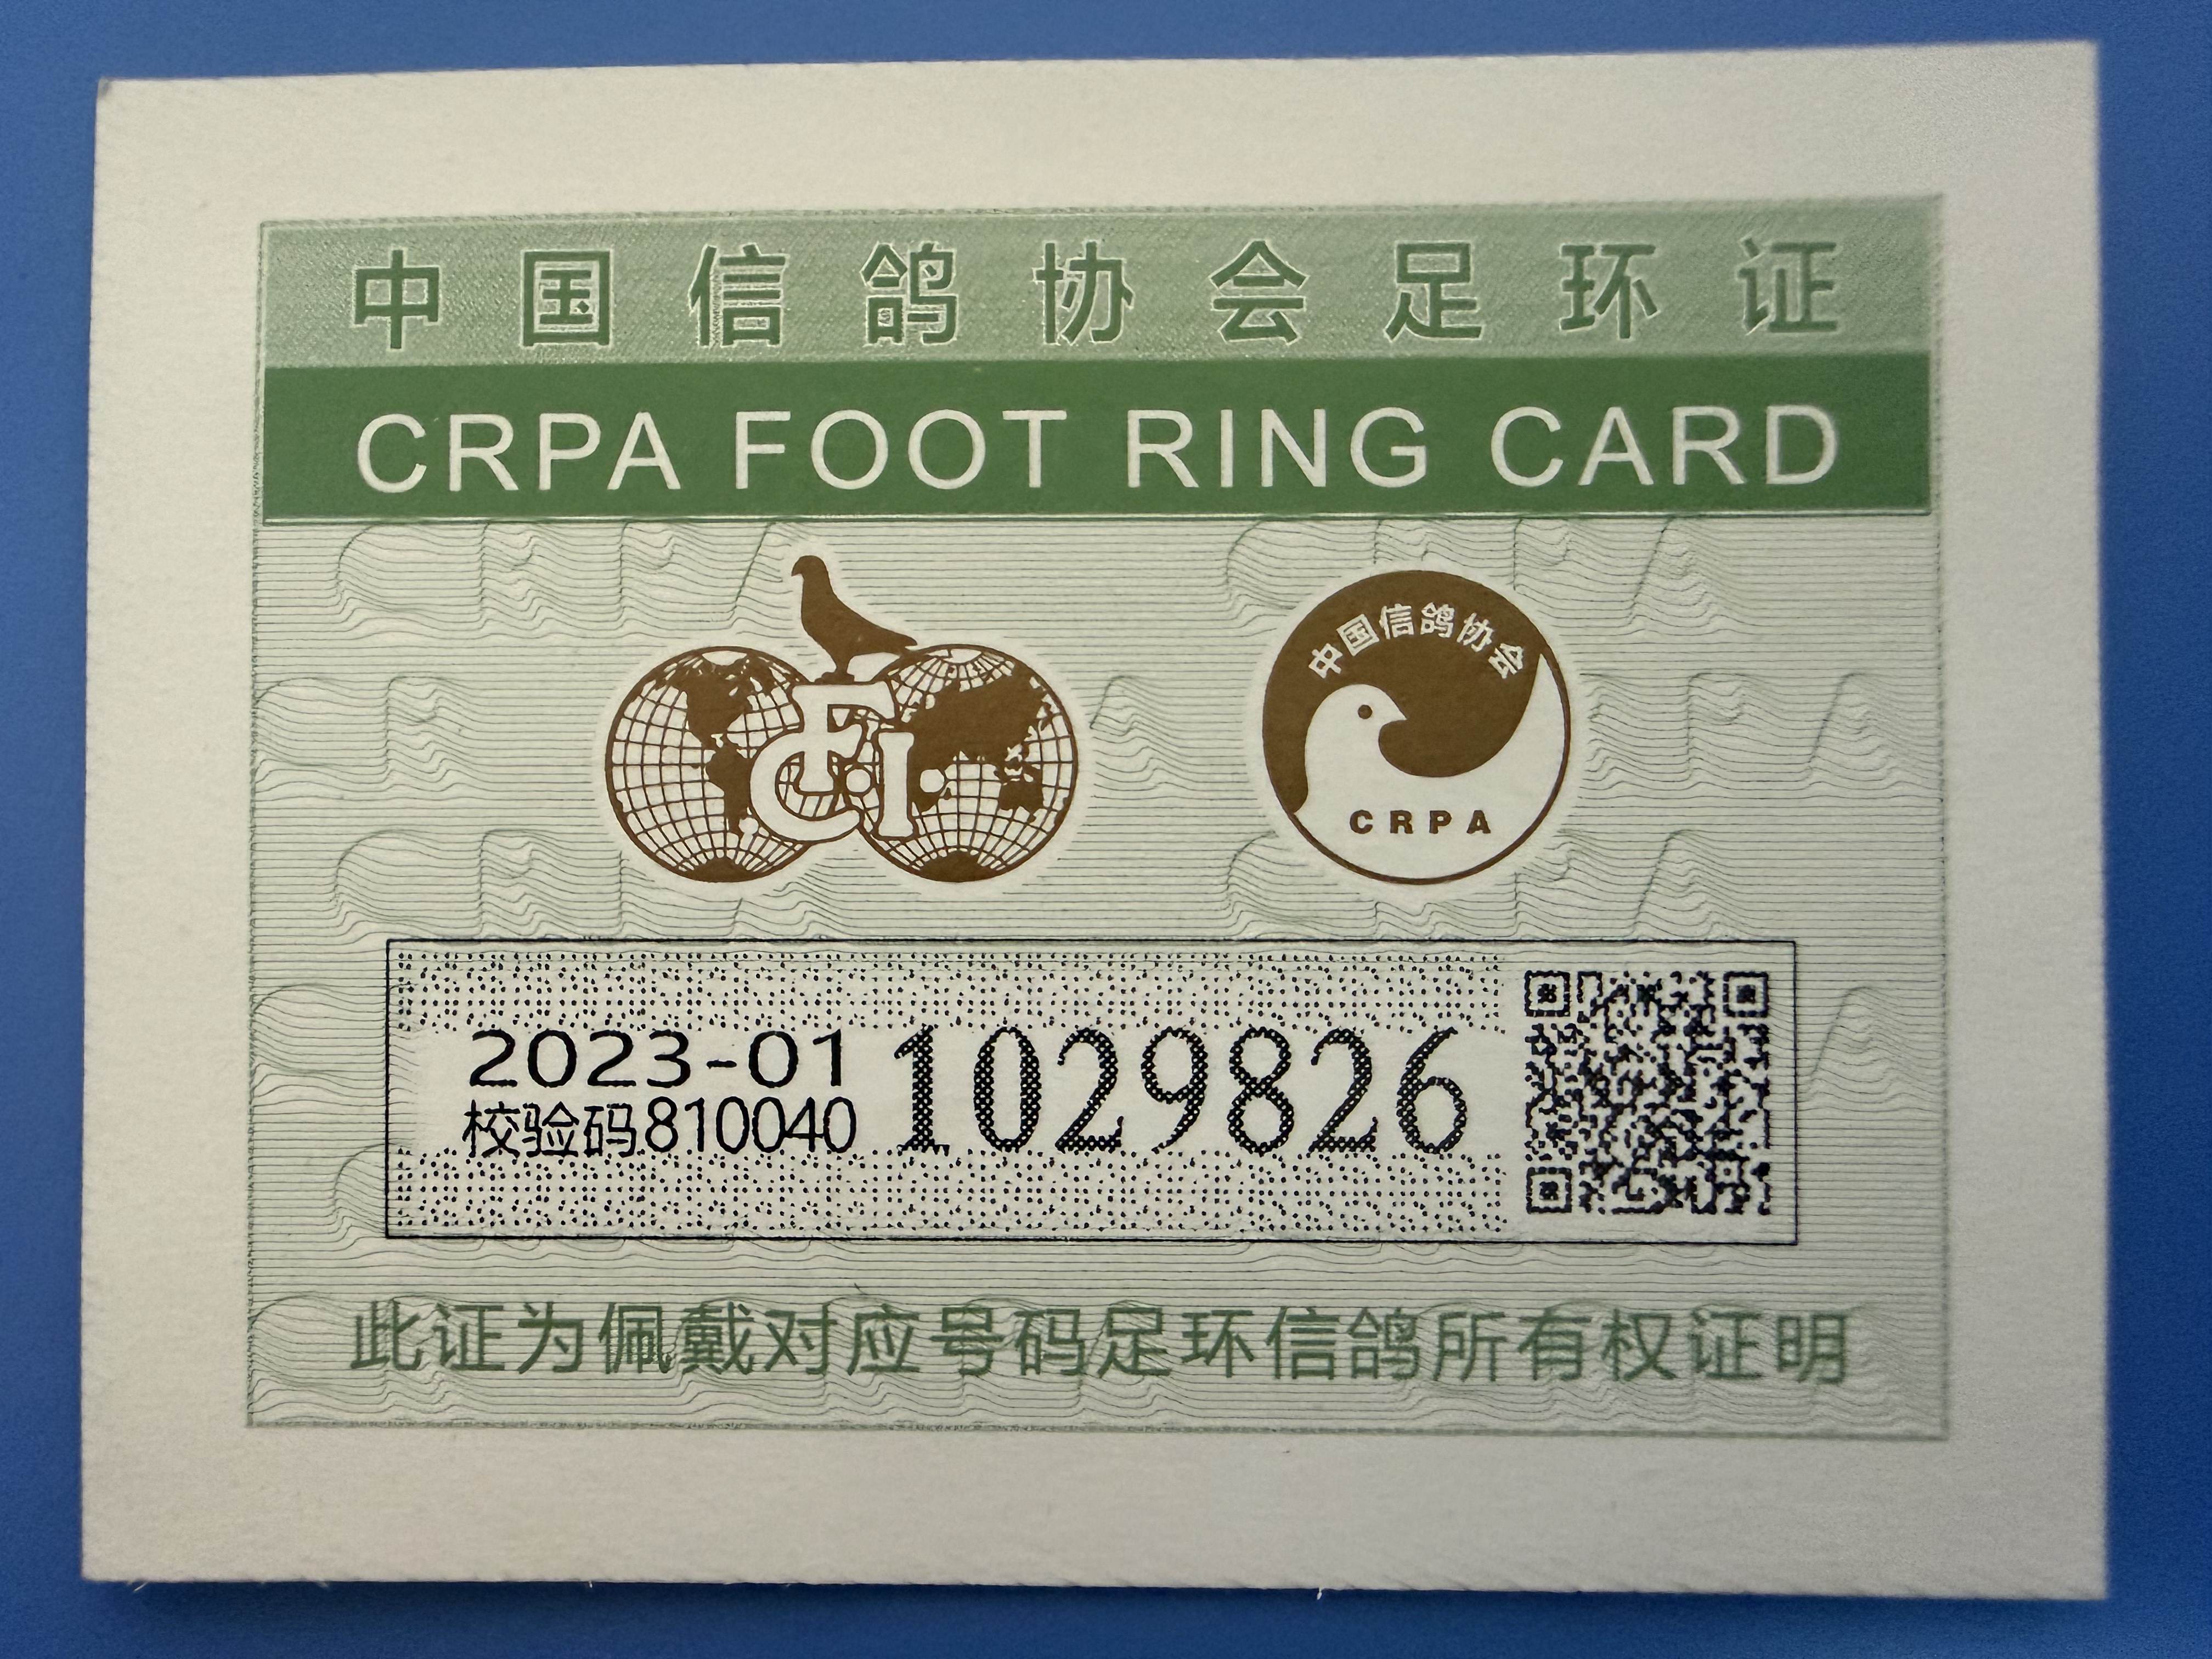 中国信鸽协会足环证
CRPA FOOT RING CARD
F.C.I.
中国信鸽协会
CRPA
2023-01 1029826
校验码810040
此证为佩戴对应号码足环信鸽所有权证明